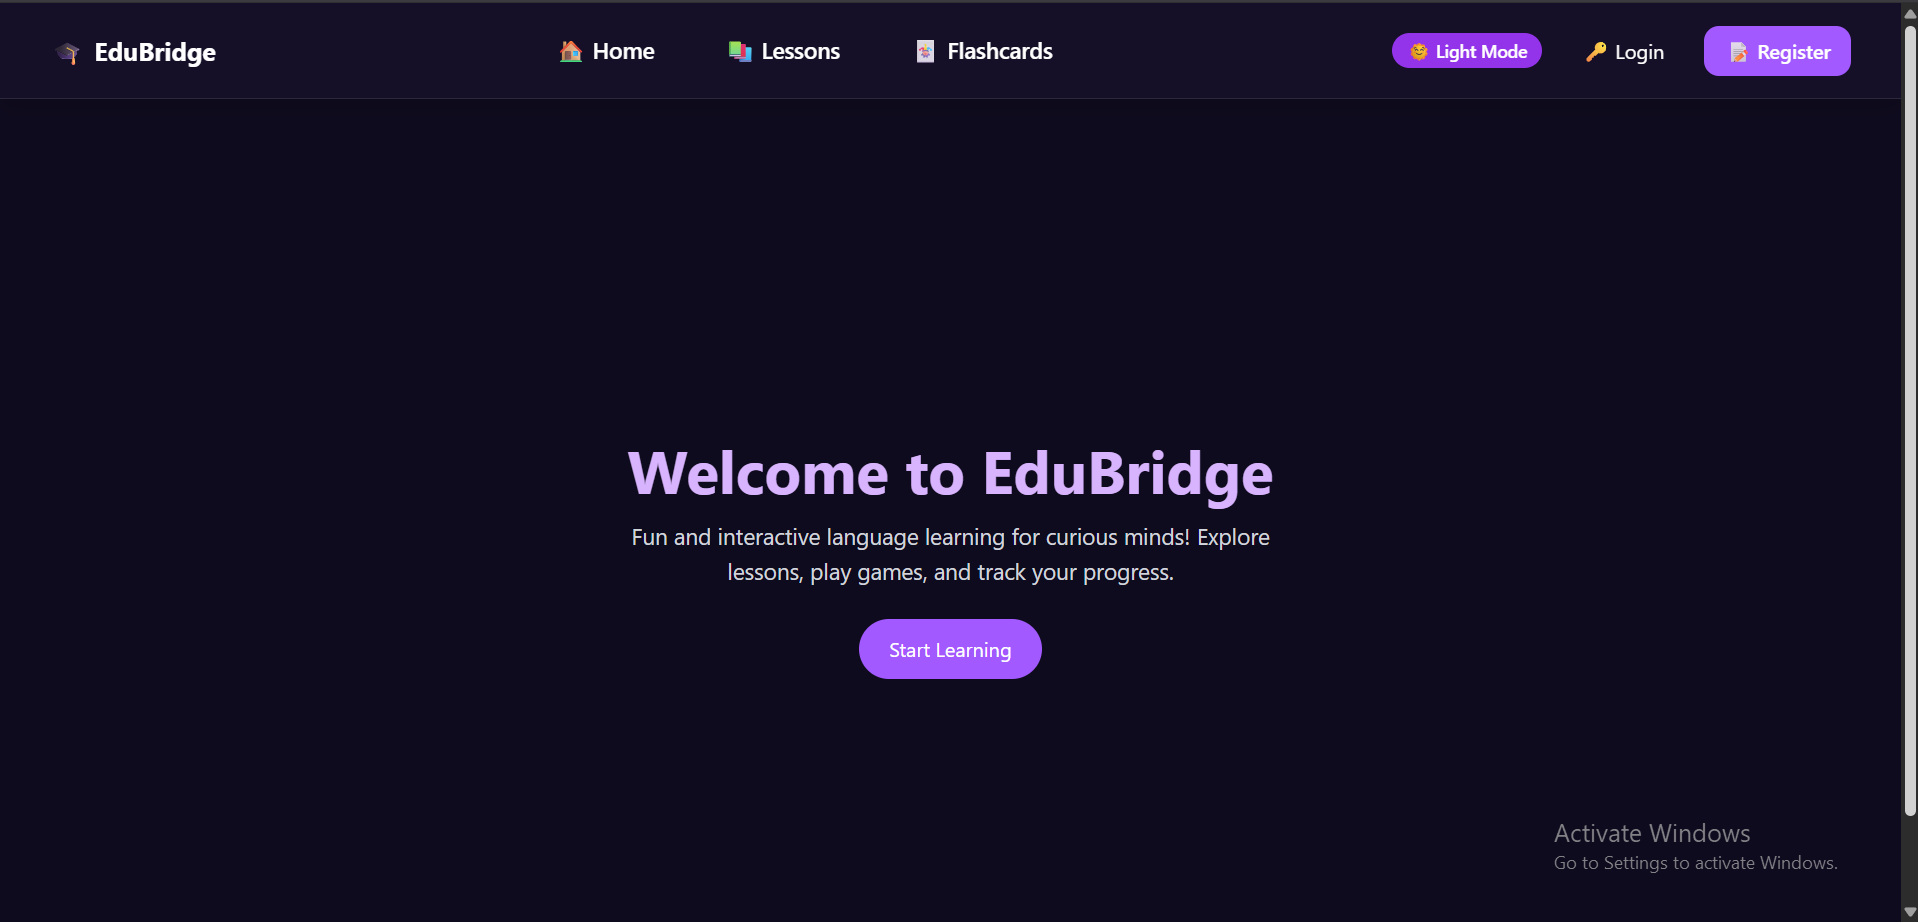 EduBridge
Home
Lessons
Flashcards
Light Mode
Login
Register
Welcome to EduBridge
Fun and interactive language learning for curious minds! Explore
lessons, play games, and track your progress.
Start Learning
Activate Windows
Go to Settings to activate Windows.